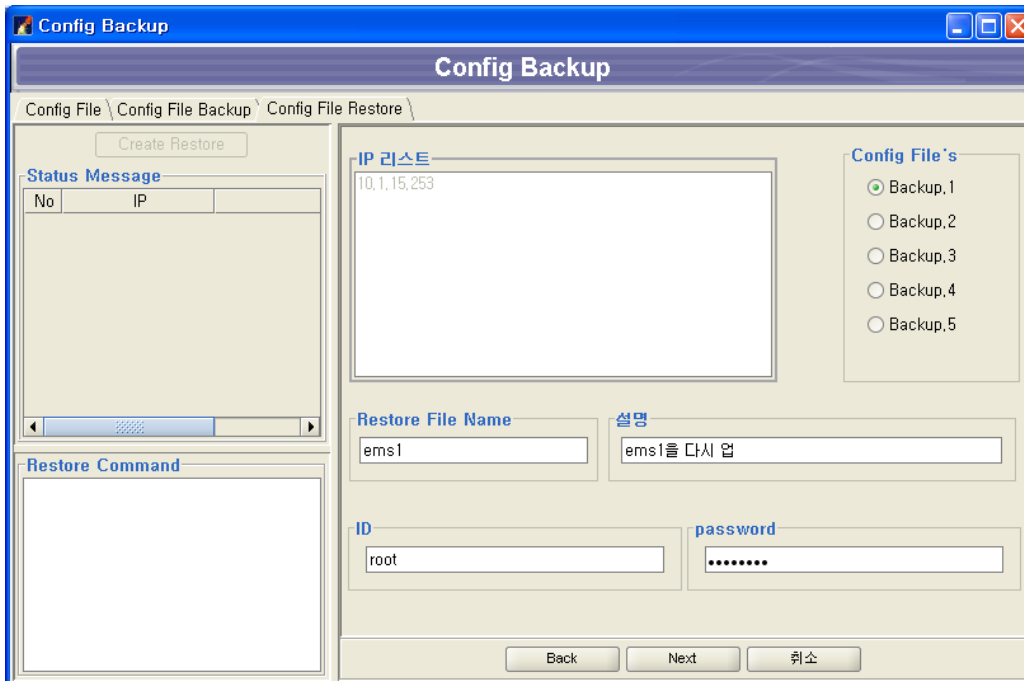 Config Backup
Config Backup
Config File
Config File Backup
Config File Restore
Create Restore
Status Message
No
IP
Restore Command
IP 리스트
10,1,15,253
Config File's
Backup,1
Backup,2
Backup,3
Backup,4
Backup,5
Restore File Name
ems1
설명
ems1을 다시 업
ID
root
password
••••••••
Back
Next
취소